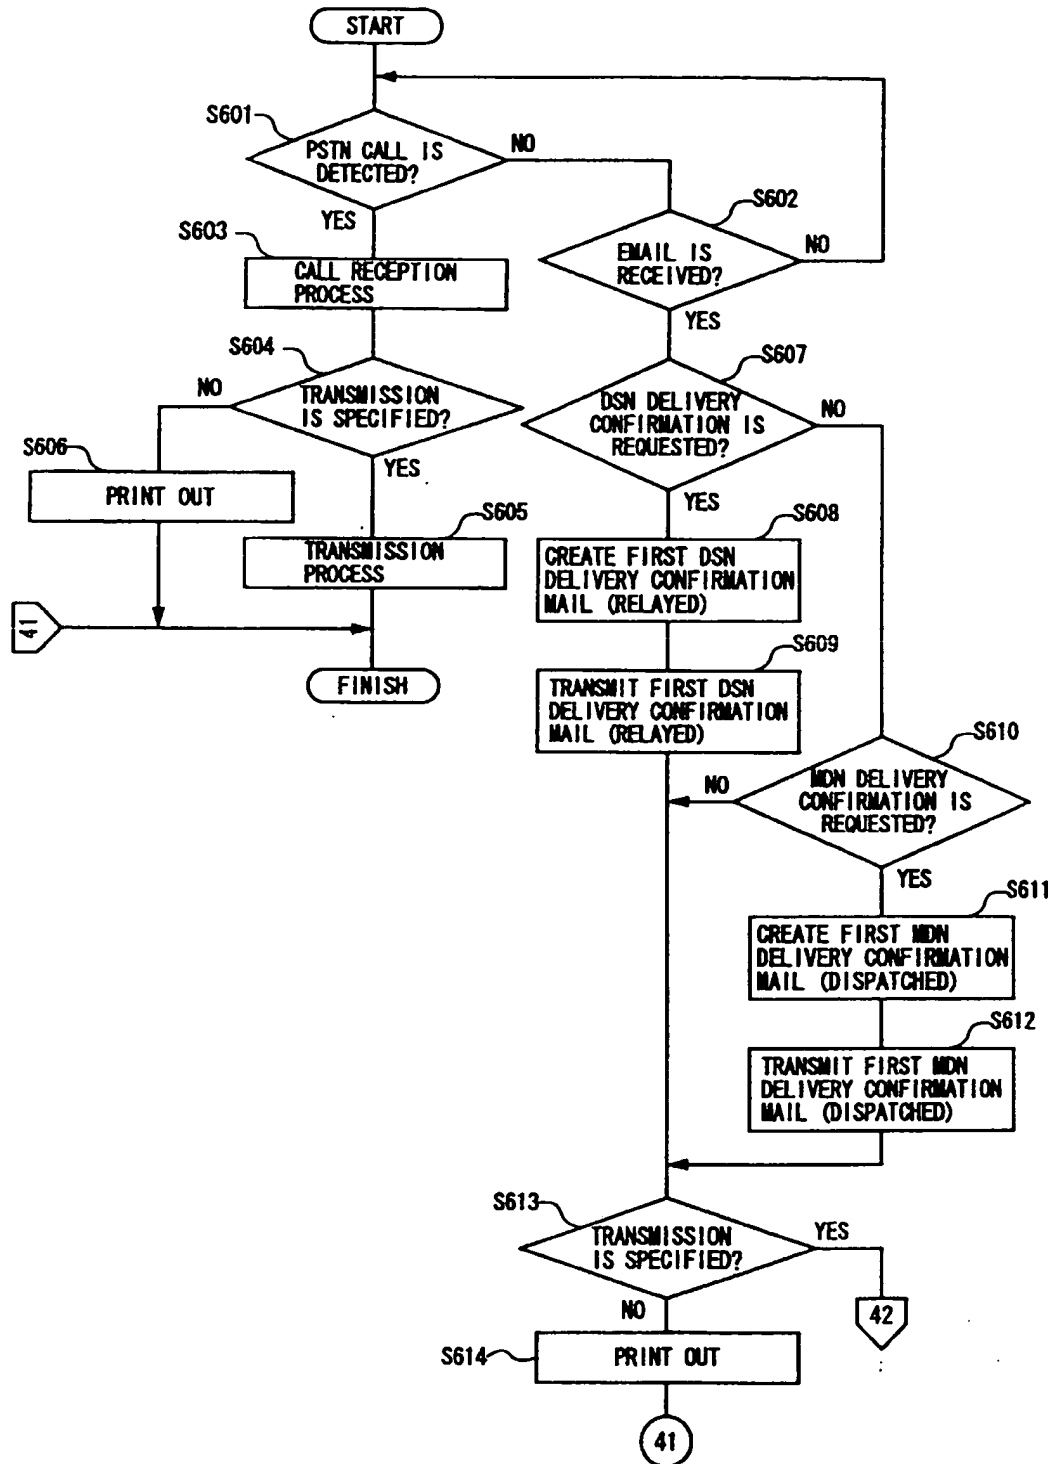 START
S601
PSTN CALL IS
DETECTED?
NO
YES
S602
EMAIL IS
RECEIVED?
NO
YES
S603
CALL RECEPTION
PROCESS
S604
TRANSMISSION
IS SPECIFIED?
NO
YES
S607
DSN DELIVERY
CONFIRMATION IS
REQUESTED?
NO
YES
S606
PRINT OUT
S605
TRANSMISSION
PROCESS
S608
CREATE FIRST DSN
DELIVERY CONFIRMATION
MAIL (RELAYED)
41
FINISH
S609
TRANSMIT FIRST DSN
DELIVERY CONFIRMATION
MAIL (RELAYED)
S610
MDN DELIVERY
CONFIRMATION IS
REQUESTED?
NO
YES
S611
CREATE FIRST MDN
DELIVERY CONFIRMATION
MAIL (DISPATCHED)
S612
TRANSMIT FIRST MDN
DELIVERY CONFIRMATION
MAIL (DISPATCHED)
S613
TRANSMISSION
IS SPECIFIED?
YES
NO
42
S614
PRINT OUT
41